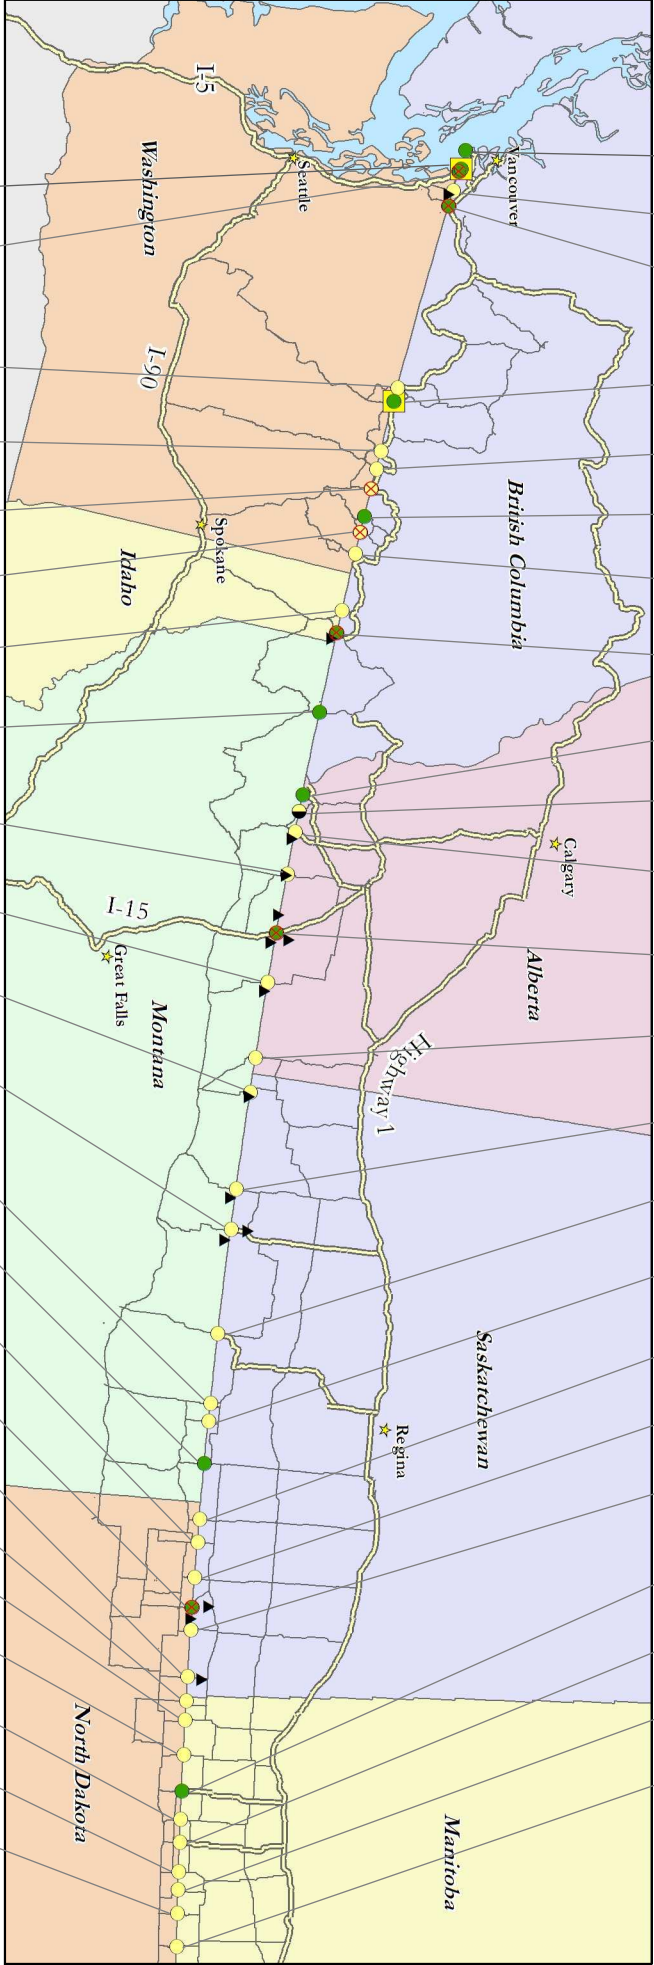 Vancouver
British Columbia
Calgary
Alberta
Highway 1
Saskatchewan
Regina
Manitoba
I-5
Washington
Seattle
I-90
Spokane
Idaho
I-15
Great Falls
Montana
North Dakota